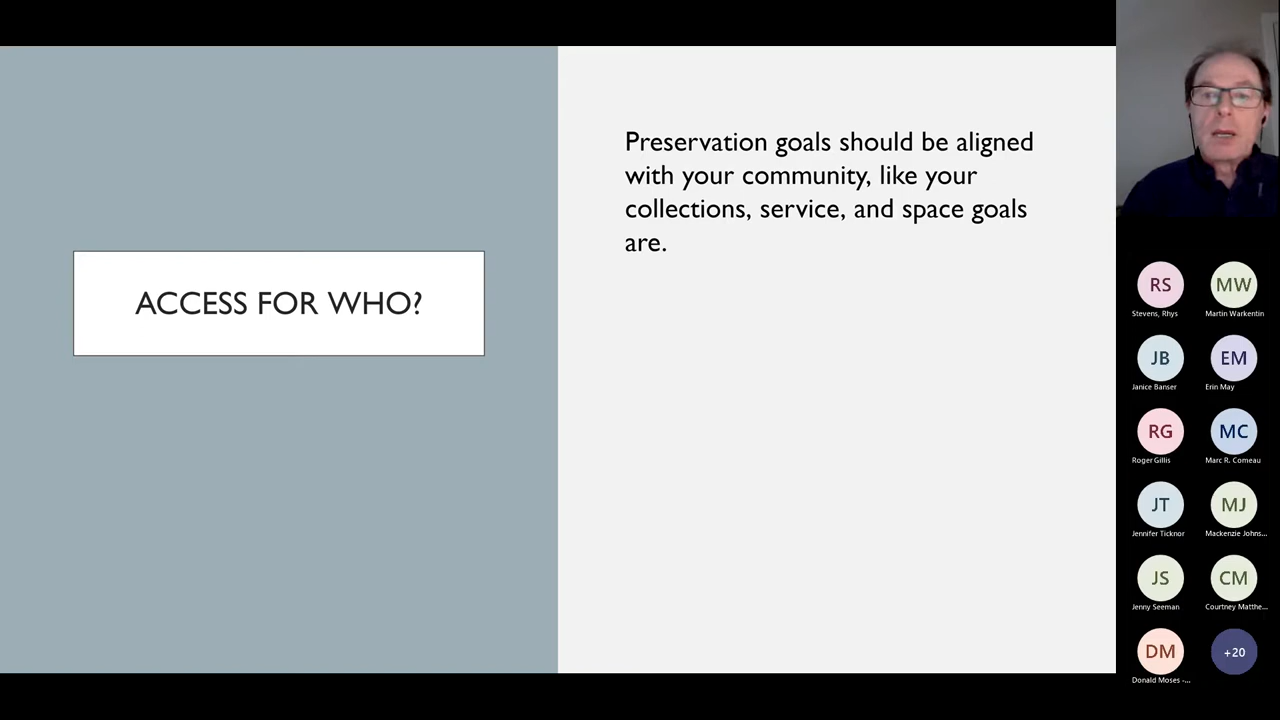 ACCESS FOR WHO?
Preservation goals should be aligned
with your community, like your
collections, service, and space goals
are.
RS
Stevens, Rhys
MW
Martin Warkentin
JB
Janice Banser
EM
Erin May
RG
Roger Gillis
MC
Marc R. Comeau
JT
Jennifer Ticknor
MJ
Mackenzie Johns...
JS
Jenny Seeman
CM
Courtney Matthe...
DM
Donald Moses -...
+20